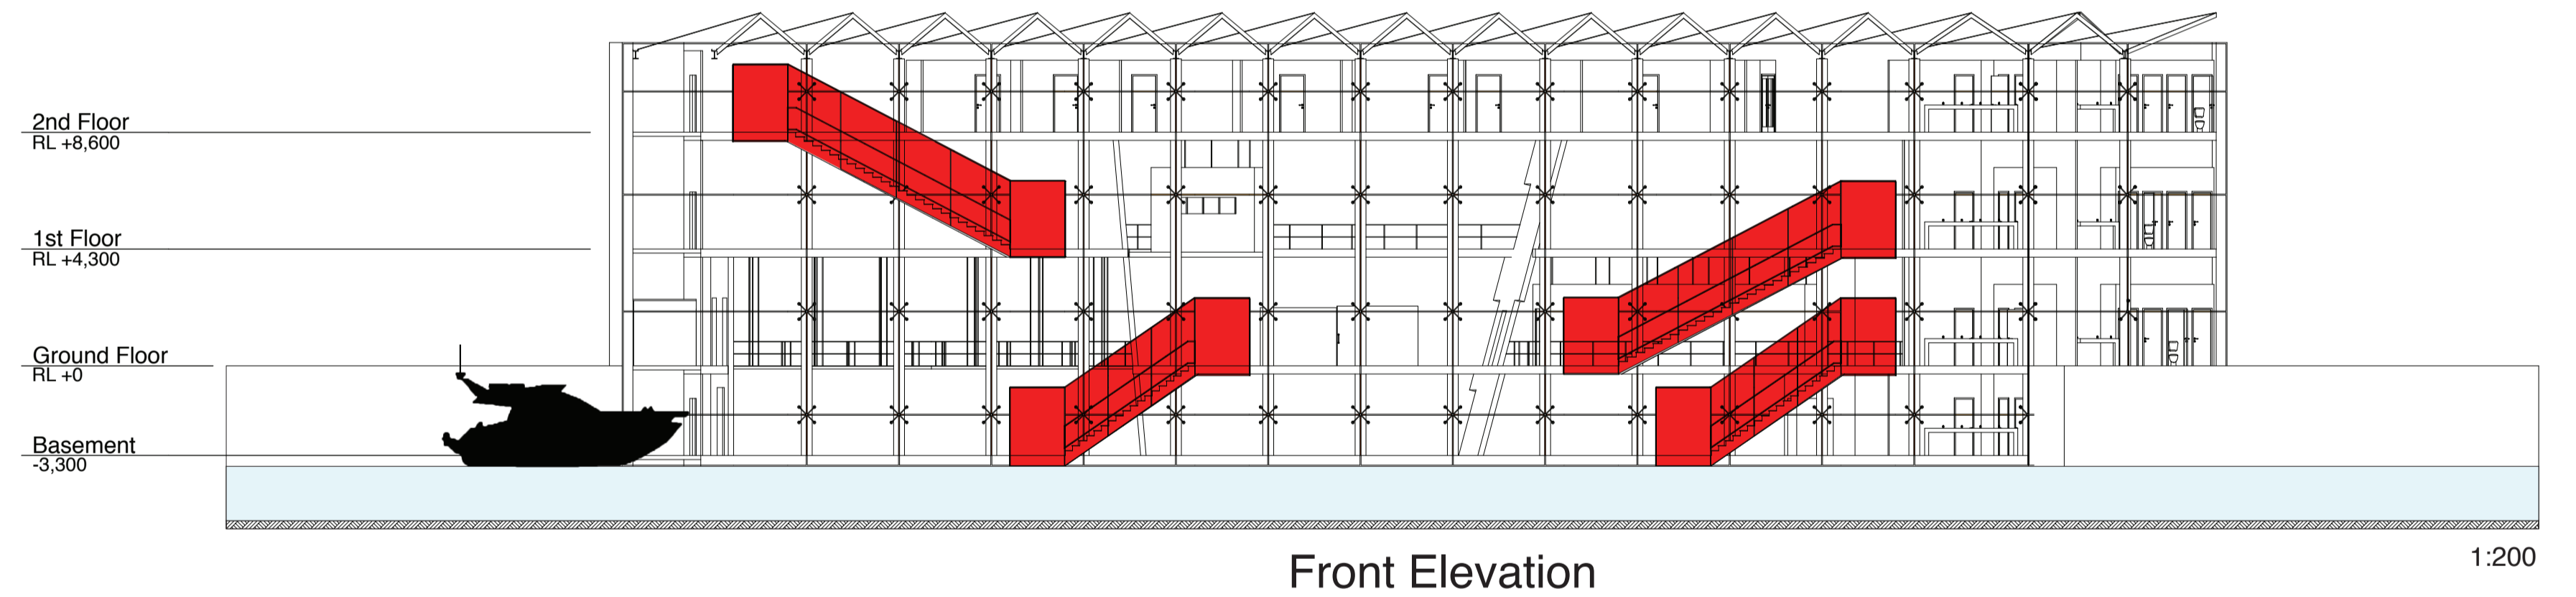 2nd Floor
RL +8,600
1st Floor
RL +4,300
Ground Floor
RL +0
Basement
-3,300
Front Elevation
1:200